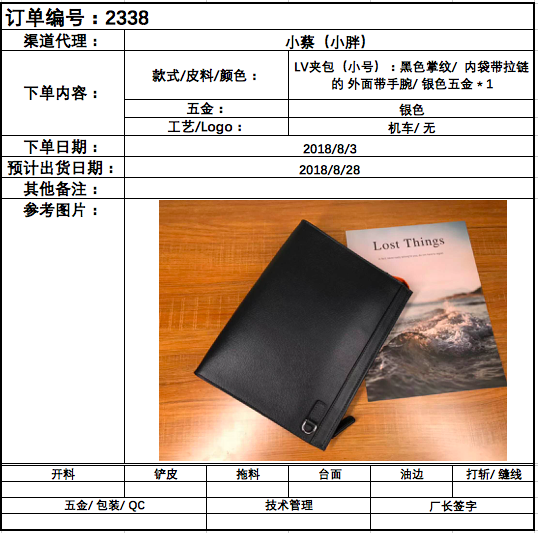 订单编号：2338
渠道代理：
小蔡（小胖）
下单内容：
款式/皮料/颜色：
LV夹包（小号）：黑色掌纹/ 内袋带拉链
的 外面带手腕/ 银色五金 * 1
五金：
银色
工艺/Logo：
机车/ 无
下单日期：
2018/8/3
预计出货日期：
2018/8/28
其他备注：
参考图片：
Lost Things
开料
铲皮
拖料
台面
油边
打斩/ 缝线
五金/ 包装/ QC
技术管理
厂长签字